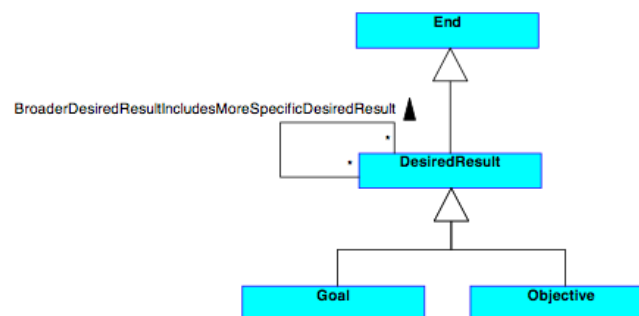 End
BroaderDesiredResultIncludesMoreSpecificDesiredResult
*
*
DesiredResult
Goal
Objective